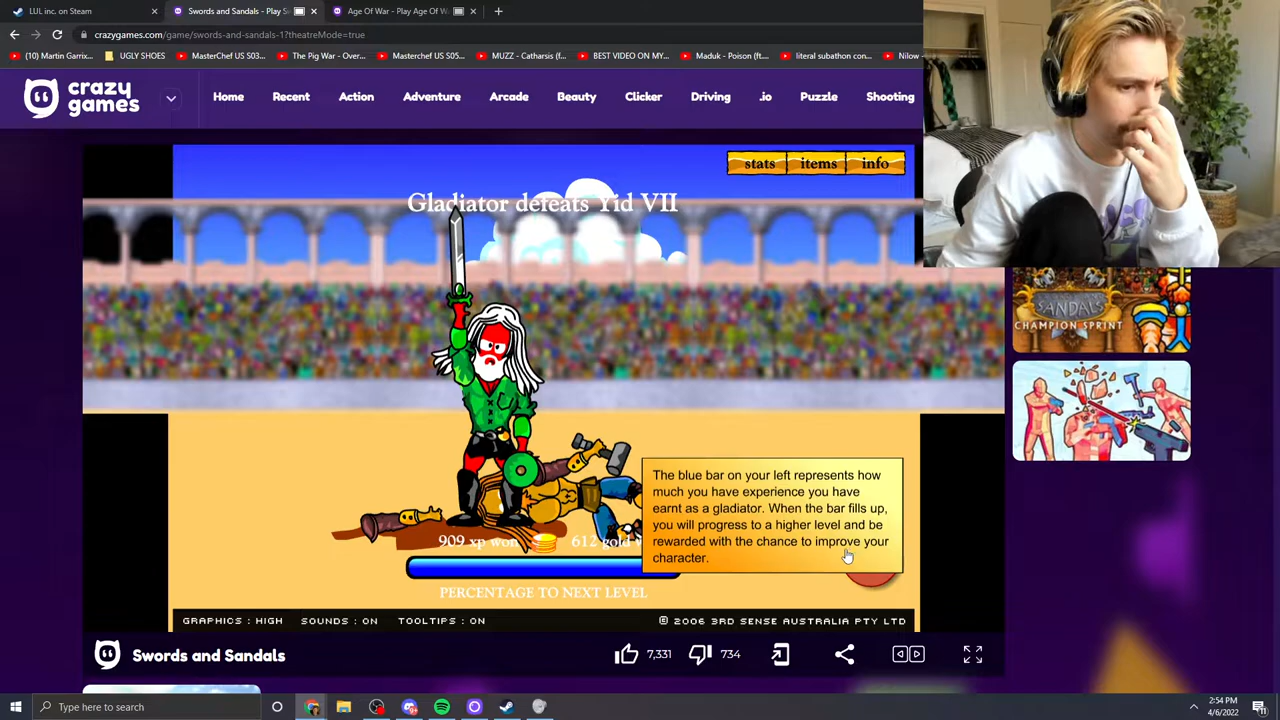 LUL inc. on Steam
Swords and Sandals - Play S
Age Of War - Play Age Of W
crazygames.com/game/swords-and-sandals-1?theatreMode=true
(10) Martin Garrix...
UGLY SHOES
MasterChef US S03...
The Pig War - Over...
Masterchef US S05...
MUZZ - Catharsis (f...
BEST VIDEO ON MY...
Maduk - Poison (ft....
literal subathon con...
Nilow
crazy
games
Home
Recent
Action
Adventure
Arcade
Beauty
Clicker
Driving
.io
Puzzle
Shooting
stats
items
info
Gladiator defeats Yid VII
SANDALS
CHAMPION SPRINT
The blue bar on your left represents how
much you have experience you have
earnt as a gladiator. When the bar fills up,
you will progress to a higher level and be
rewarded with the chance to improve your
character.
909 xp won
612 gold
PERCENTAGE TO NEXT LEVEL
GRAPHICS : HIGH
SOUNDS : ON
TOOLTIPS : ON
© 2006 3RD SENSE AUSTRALIA PTY LTD
Swords and Sandals
7,331
734
Type here to search
2:54 PM
4/6/2022
11